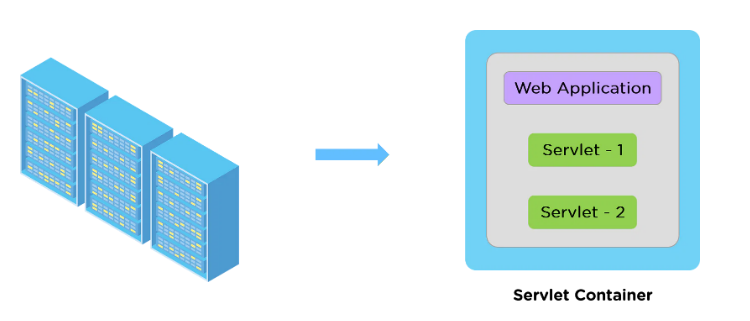 Web Application
Servlet - 1
Servlet - 2
Servlet Container